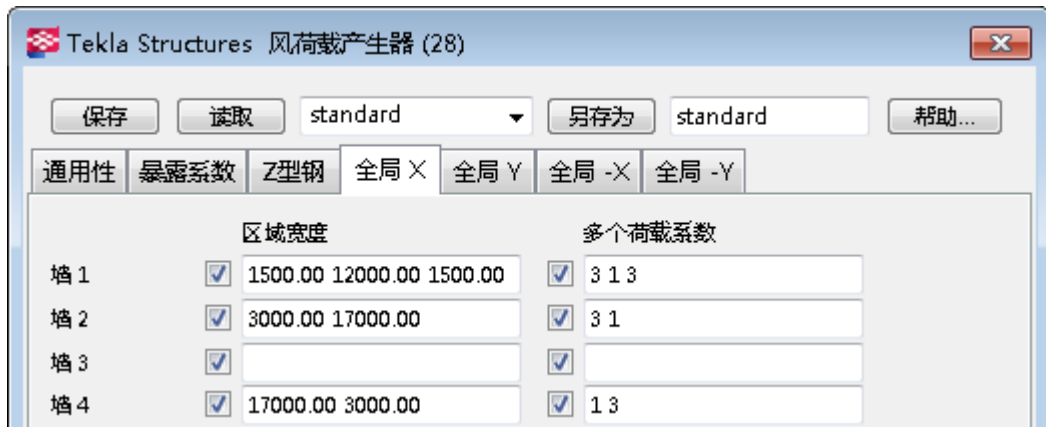 Tekla Structures 风荷载产生器 (28)
保存 读取 standard 另存为 standard 帮助...
通用性 暴露系数 Z型钢 全局 X 全局 Y 全局 -X 全局 -Y
区域宽度 多个荷载系数
墙 1 1500.00 12000.00 1500.00 3 1 3
墙 2 3000.00 17000.00 3 1
墙 3
墙 4 17000.00 3000.00 1 3